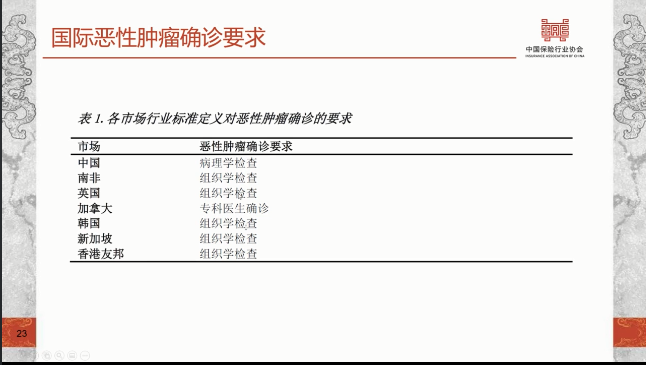 国际恶性肿瘤确诊要求
中国保险行业协会
INSURANCE ASSOCIATION OF CHINA
表 1. 各市场行业标准定义对恶性肿瘤确诊的要求
市场 恶性肿瘤确诊要求
中国 病理学检查
南非 组织学检查
英国 组织学检查
加拿大 专科医生确诊
韩国 组织学检查
新加坡 组织学检查
香港友邦 组织学检查
23